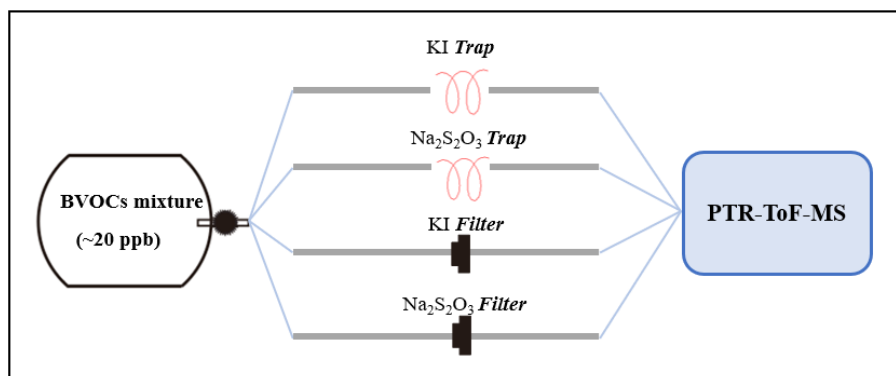 KI Trap
Na₂S₂O₃ Trap
BVOCs mixture
(~20 ppb)
PTR-ToF-MS
KI Filter
Na₂S₂O₃ Filter